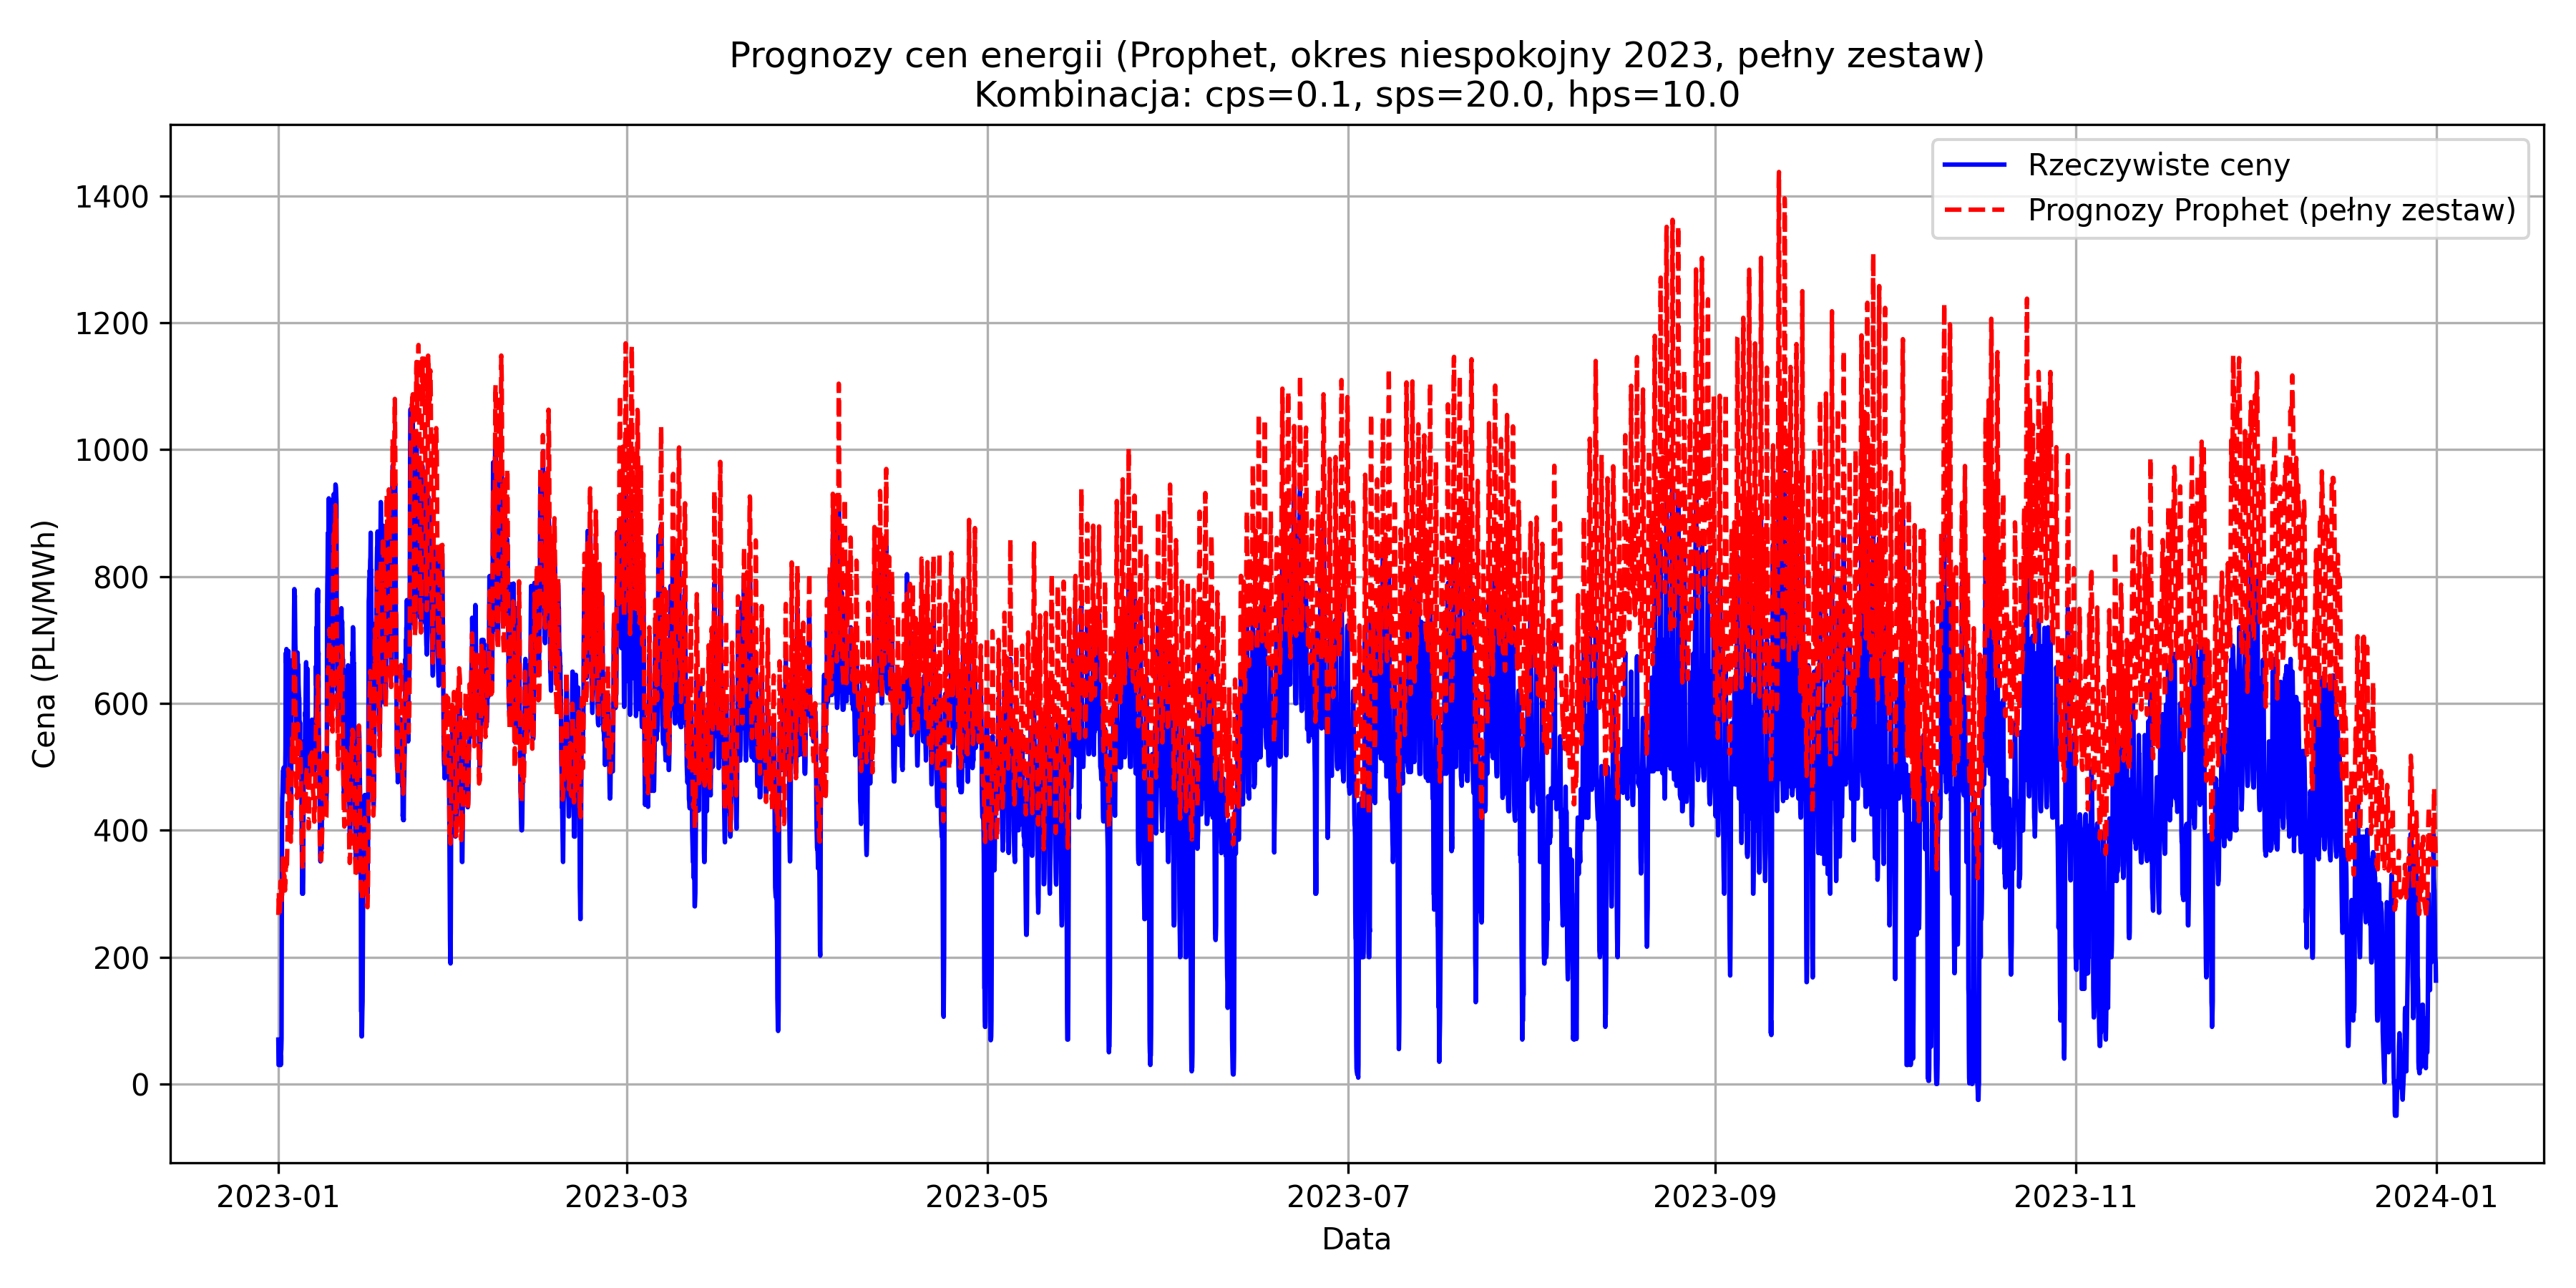 Prognozy cen energii (Prophet, okres niespokojny 2023, pełny zestaw)
Kombinacja: cps=0.1, sps=20.0, hps=10.0
Rzeczywiste ceny
Prognozy Prophet (pełny zestaw)
Cena (PLN/MWh)
1400
1200
1000
800
600
400
200
0
2023-01
2023-03
2023-05
2023-07
2023-09
2023-11
2024-01
Data